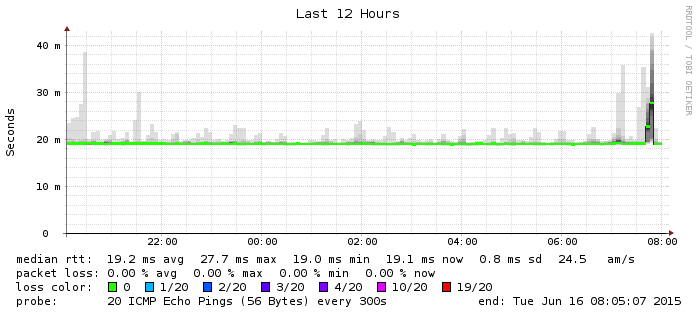 Last 12 Hours
RRDTOOL / TOBI OETIKER
Seconds
40 m
30 m
20 m
10 m
0
22:00 00:00 02:00 04:00 06:00 08:00
median rtt: 19.2 ms avg 27.7 ms max 19.0 ms min 19.1 ms now 0.8 ms sd 24.5 am/s
packet loss: 0.00 % avg 0.00 % max 0.00 % min 0.00 % now
loss color: 0 1/20 2/20 3/20 4/20 10/20 19/20
probe: 20 ICMP Echo Pings (56 Bytes) every 300s end: Tue Jun 16 08:05:07 2015